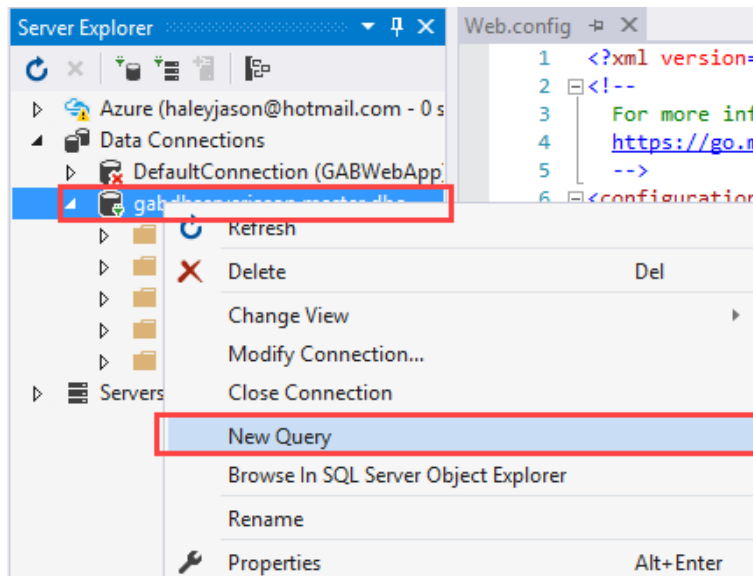 Server Explorer
Web.config
Azure (haleyjason@hotmail.com - 0 s
Data Connections
DefaultConnection (GABWebApp
Servers
1 <?xml version=
2 <!--
3 For more inf
4 https://go.m
5 -->
6 <configuration
Refresh
Delete Del
Change View
Modify Connection...
Close Connection
New Query
Browse In SQL Server Object Explorer
Rename
Properties Alt+Enter